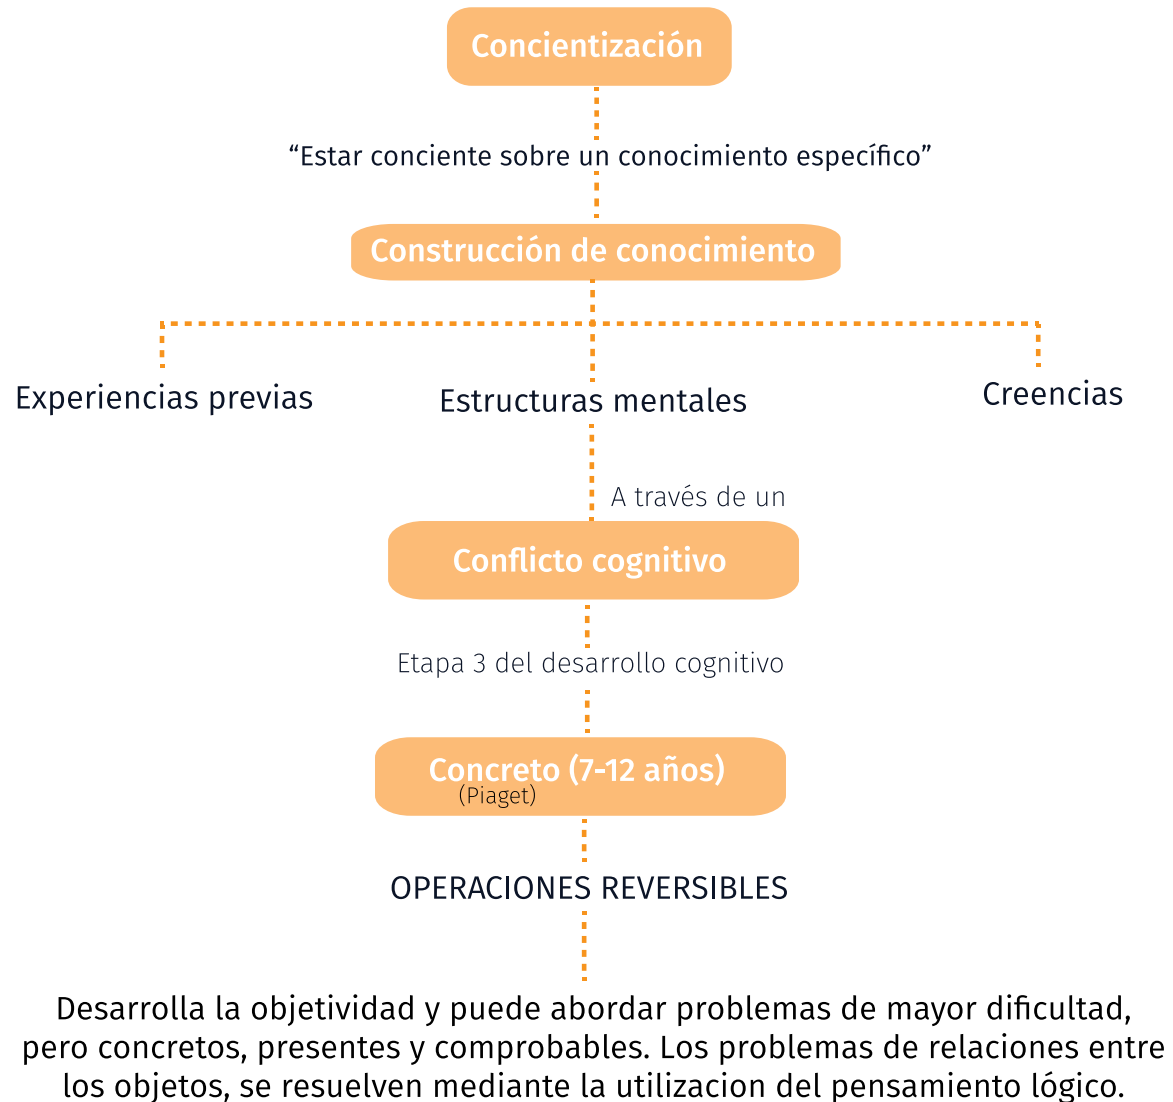 Concientización
“Estar conciente sobre un conocimiento específico”
Construcción de conocimiento
Experiencias previas
Estructuras mentales
Creencias
A través de un
Conflicto cognitivo
Etapa 3 del desarrollo cognitivo
Concreto (7-12 años)
(Piaget)
OPERACIONES REVERSIBLES
Desarrolla la objetividad y puede abordar problemas de mayor dificultad,
pero concretos, presentes y comprobables. Los problemas de relaciones entre
los objetos, se resuelven mediante la utilizacion del pensamiento lógico.